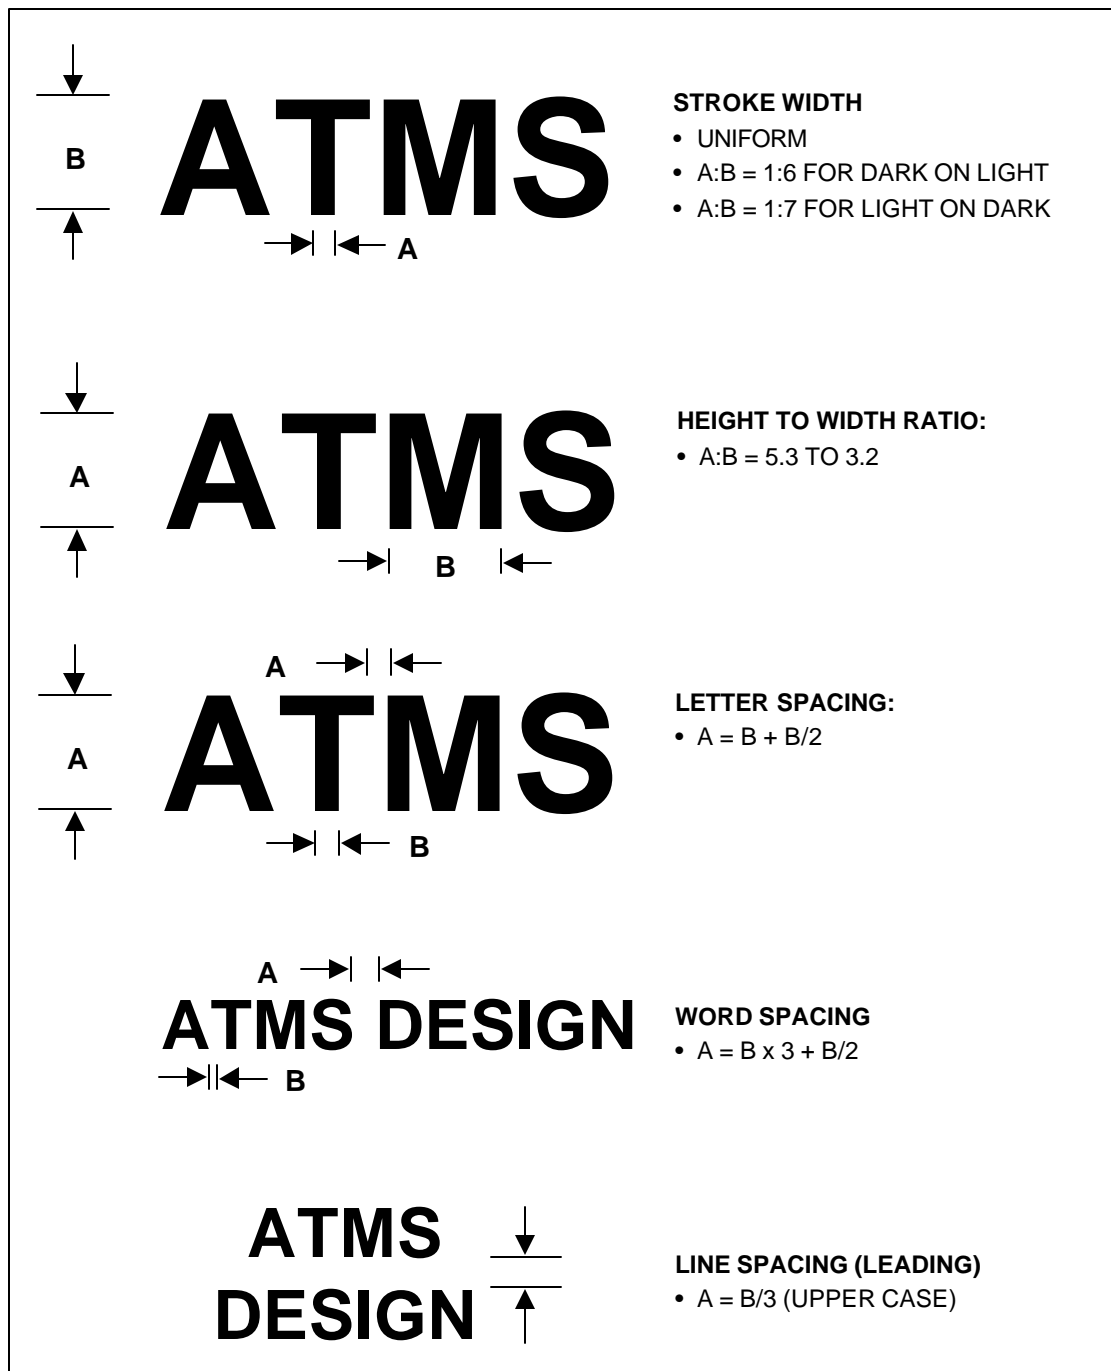 B
ATMS
A
STROKE WIDTH
• UNIFORM
• A:B = 1:6 FOR DARK ON LIGHT
• A:B = 1:7 FOR LIGHT ON DARK
A
ATMS
B
HEIGHT TO WIDTH RATIO:
• A:B = 5.3 TO 3.2
A
A
ATMS
B
LETTER SPACING:
• A = B + B/2
A
ATMS DESIGN
B
WORD SPACING
• A = B x 3 + B/2
ATMS
DESIGN
LINE SPACING (LEADING)
• A = B/3 (UPPER CASE)